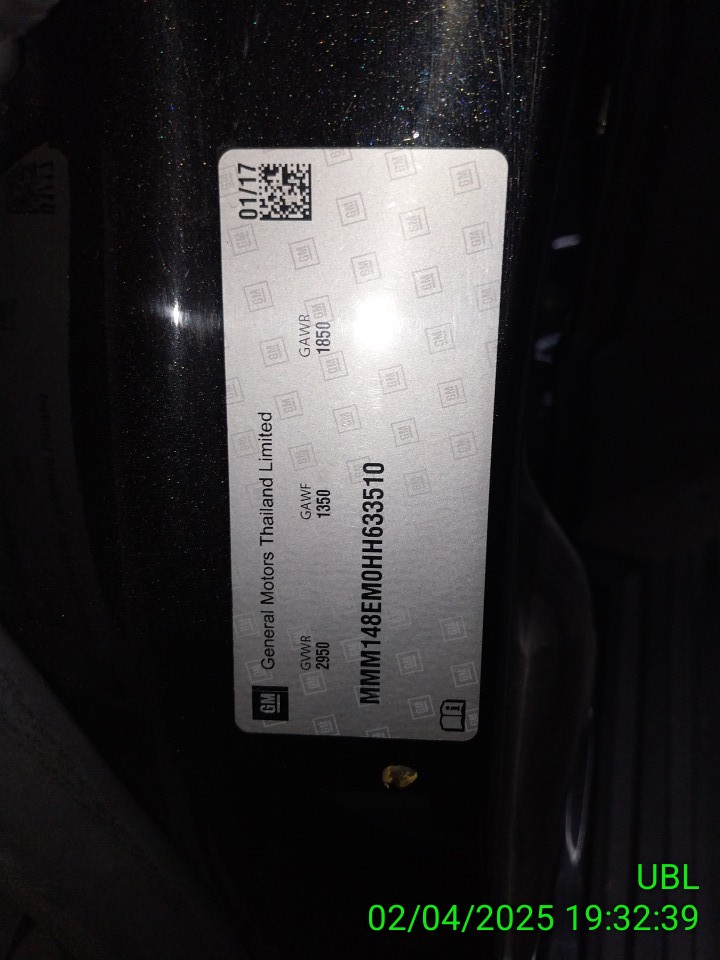 01/17
GM General Motors Thailand Limited
GVWR GAWF GAWR
2950 1350 1850
MMM148EM0HH633510
UBL
02/04/2025 19:32:39